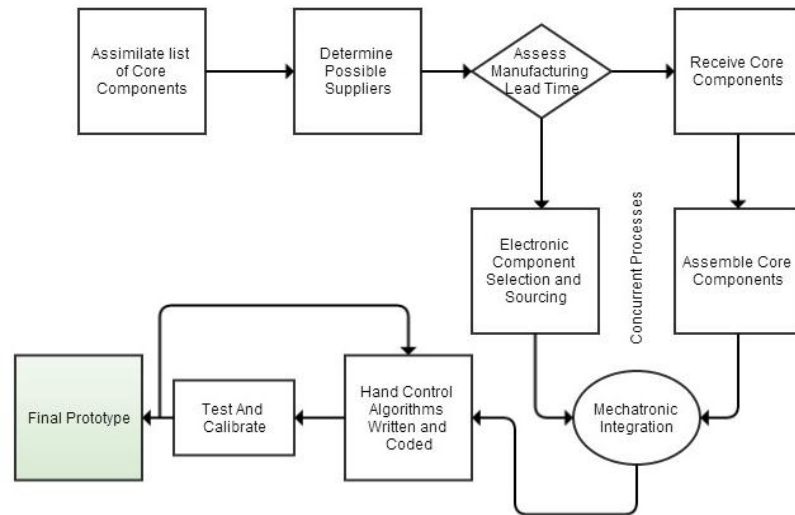 Assimilate list
of Core
Components
Determine
Possible
Suppliers
Assess
Manufacturing
Lead Time
Receive Core
Components
Electronic
Component
Selection and
Sourcing
Concurrent Processes
Assemble Core
Components
Final Prototype
Test And
Calibrate
Hand Control
Algorithms
Written and
Coded
Mechatronic
Integration